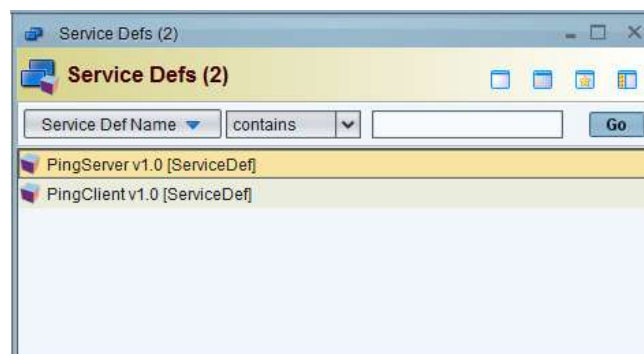 Service Defs (2)
Service Defs (2)
Service Def Name contains Go
PingServer v1.0 [ServiceDef]
PingClient v1.0 [ServiceDef]